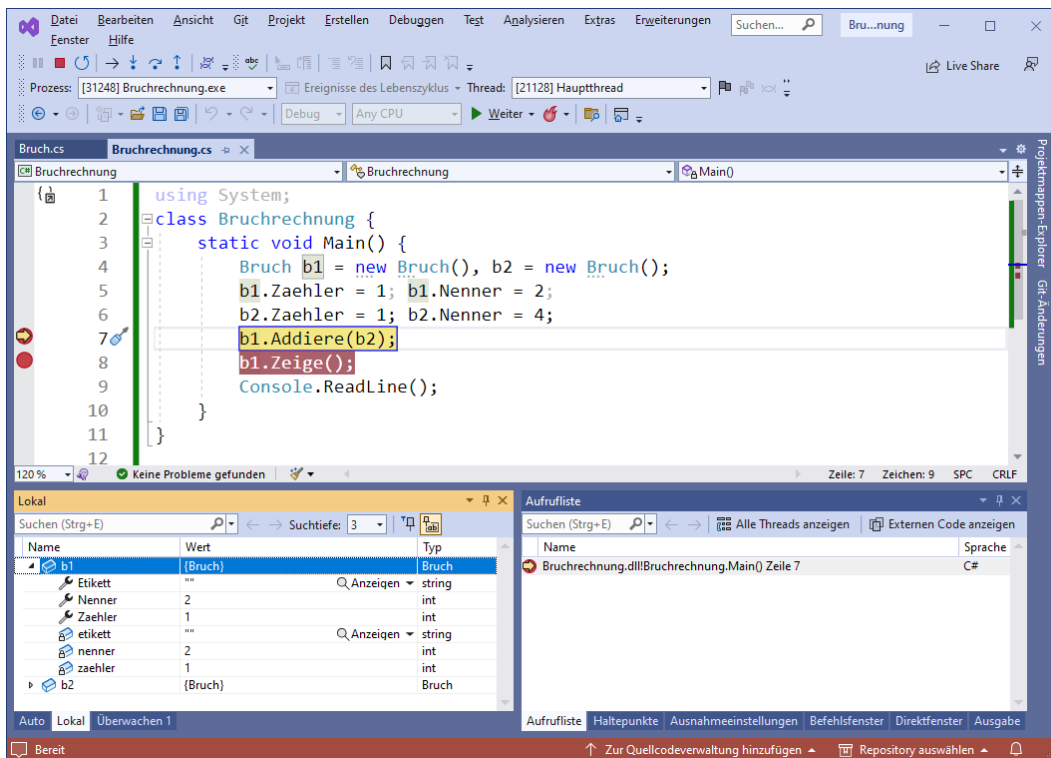 Datei Bearbeiten Ansicht Git Projekt Erstellen Debuggen Test Analysieren Extras Erweiterungen Suchen... Bru...nung
Fenster Hilfe
Live Share
Prozess: [31248] Bruchrechnung.exe Ereignisse des Lebenszyklus Thread: [21128] Hauptthread
Debug Any CPU Weiter
Bruch.cs Bruchrechnung.cs
C# Bruchrechnung Bruchrechnung Main()
1 using System;
2 class Bruchrechnung {
3 static void Main() {
4 Bruch b1 = new Bruch(), b2 = new Bruch();
5 b1.Zaehler = 1; b1.Nenner = 2;
6 b2.Zaehler = 1; b2.Nenner = 4;
7 b1.Addiere(b2);
8 b1.Zeige();
9 Console.ReadLine();
10 }
11 }
12
120 % Keine Probleme gefunden Zeile: 7 Zeichen: 9 SPC CRLF
Projektmappen-Explorer
Git-Änderungen
Lokal
Suchen (Strg+E) Suchtiefe: 3
Name Wert Typ
b1 {Bruch} Bruch
Etikett "" Anzeigen string
Nenner 2 int
Zaehler 1 int
etikett "" Anzeigen string
nenner 2 int
zaehler 1 int
b2 {Bruch} Bruch
Auto Lokal Überwachen 1
Aufrufliste
Suchen (Strg+E) Alle Threads anzeigen Externen Code anzeigen
Name Sprache
Bruchrechnung.dll!Bruchrechnung.Main() Zeile 7 C#
Aufrufliste Haltepunkte Ausnahmeeinstellungen Befehlsfenster Direktfenster Ausgabe
Bereit Zur Quellcodeverwaltung hinzufügen Repository auswählen